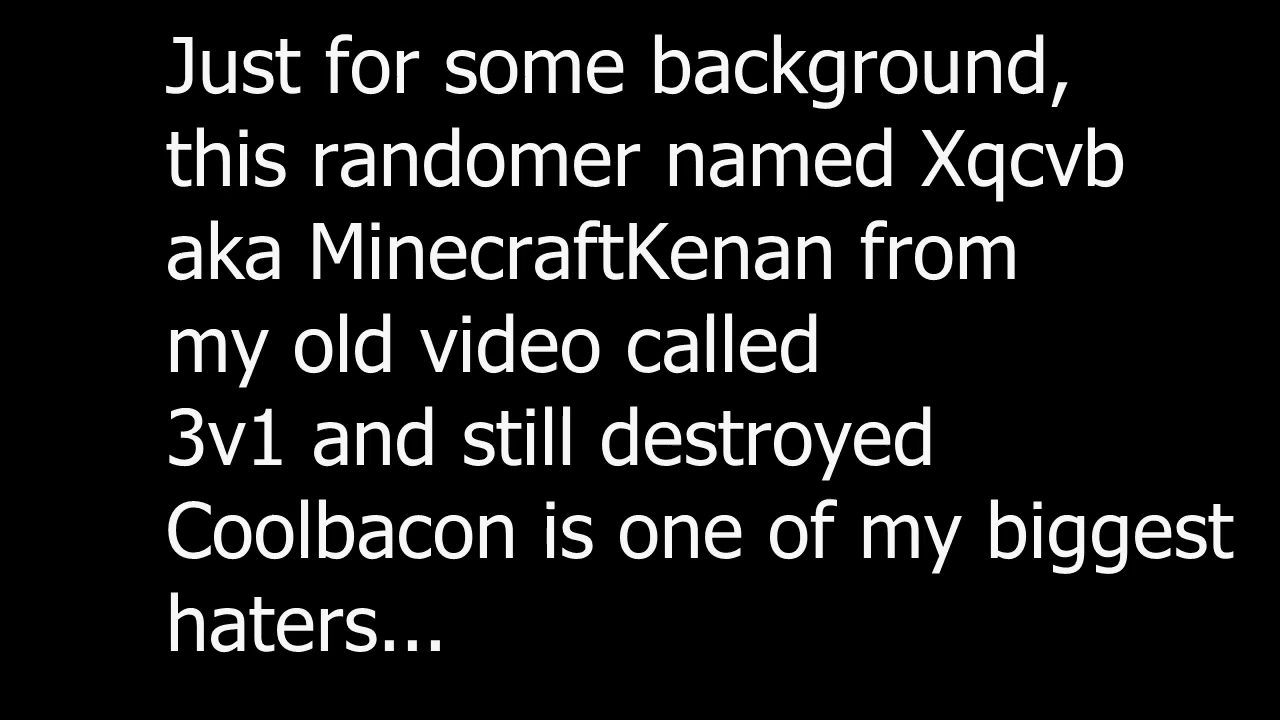 Just for some background,
this randomer named Xqcvb
aka MinecraftKenan from
my old video called
3v1 and still destroyed
Coolbacon is one of my biggest
haters...